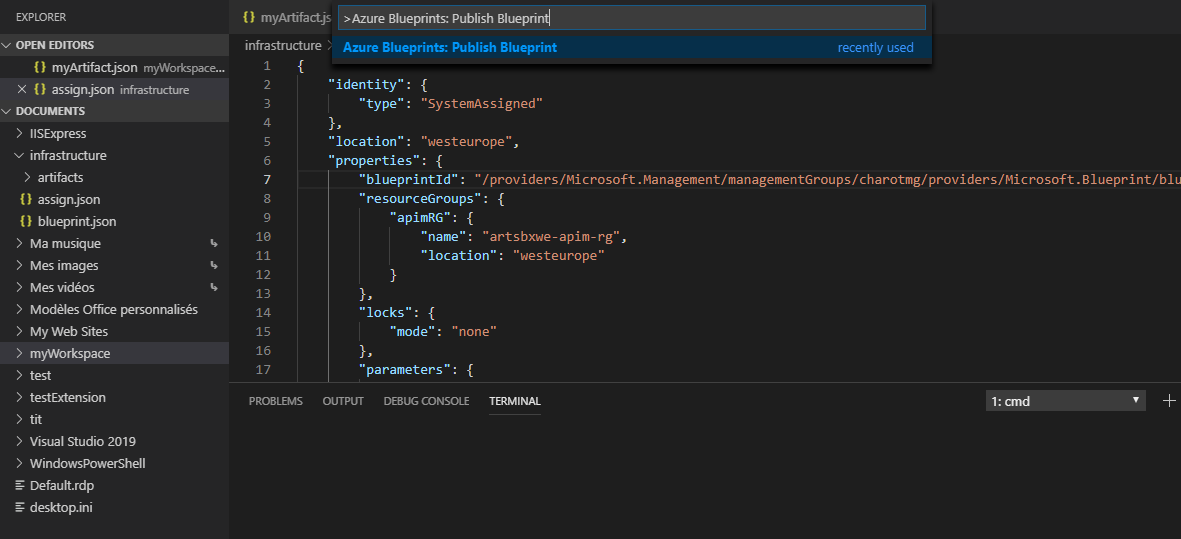 EXPLORER
OPEN EDITORS
{} myArtifact.json myWorkspace...
× {} assign.json infrastructure
DOCUMENTS
> IISExpress
infrastructure
> artifacts
{} assign.json
{} blueprint.json
> Ma musique
> Mes images
> Mes vidéos
> Modèles Office personnalisés
> My Web Sites
> myWorkspace
> test
> testExtension
> tit
> Visual Studio 2019
> WindowsPowerShell
Default.rdp
desktop.ini
{} myArtifact.js
>Azure Blueprints: Publish Blueprint
Azure Blueprints: Publish Blueprint recently used
infrastructure >
1 {
2 "identity": {
3 "type": "SystemAssigned"
4 },
5 "location": "westeurope",
6 "properties": {
7 "blueprintId": "/providers/Microsoft.Management/managementGroups/charotmg/providers/Microsoft.Blueprint/blu
8 "resourceGroups": {
9 "apimRG": {
10 "name": "artsbxwe-apim-rg",
11 "location": "westeurope"
12 }
13 },
14 "locks": {
15 "mode": "none"
16 },
17 "parameters": {
PROBLEMS OUTPUT DEBUG CONSOLE TERMINAL 1: cmd +